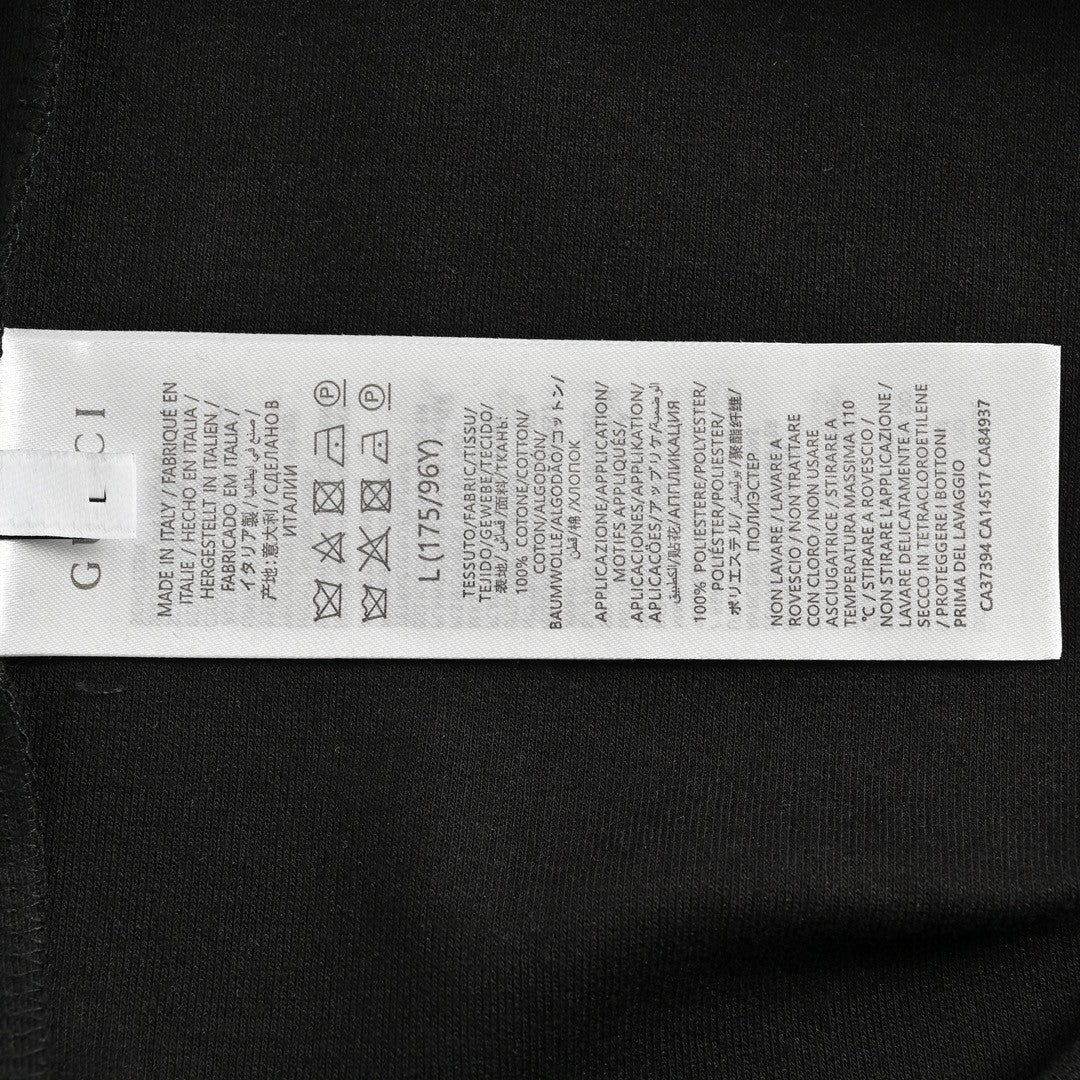 L
MADE IN ITALY / FABRIQUÉ EN
ITALIE / HECHO EN ITALIA /
HERGESTELLT IN ITALIEN /
FABRICADO EM ITALIA /
イタリア製 / صنع في إيطاليا /
产地:意大利 / СДЕЛАНО В
ИТАЛИИ
P
P
L (175/96Y)
TESSUTO/FABRIC/TISSU/
TEJIDO/GEWEBE/TECIDO/
表地/قماش/面料/ТКАНЬ:
100% COTONE/COTTON/
COTON/ALGODÓN/
BAUMWOLLE/ALGODÃO/コットン/
قطن/棉/ХЛОПОК
APPLICAZIONE/APPLICATION/
MOTIFS APPLIQUÉS/
APLICACIONES/APPLIKATION/
APLICAÇÕES/アップリケ/
/贴花/АППЛИКАЦИЯ
100% POLIESTERE/POLYESTER/
POLIÉSTER/POLIESTER/
ポリエステル/بوليستر/聚酯纤维/
ПОЛИЭСТЕР
NON LAVARE / LAVARE A
ROVESCIO / NON TRATTARE
CON CLORO / NON USARE
ASCIUGATRICE / STIRARE A
TEMPERATURA MASSIMA 110
°C / STIRARE A ROVESCIO /
NON STIRARE L'APPLICAZIONE /
LAVARE DELICATAMENTE A
SECCO IN TETRACLOROETILENE
/ PROTEGGERE I BOTTONI
PRIMA DEL LAVAGGIO
CA37394 CA14517 CA84937